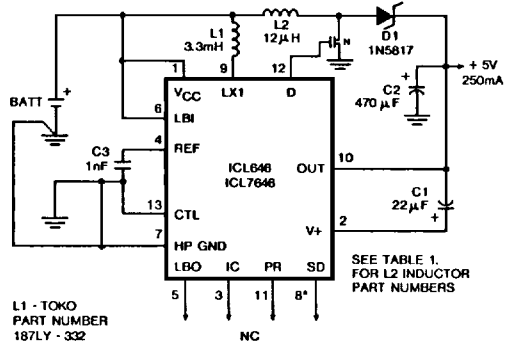 L1
3.3mH
L2
12μH
N
D1
1N5817
+ 5V
250mA
BATT
+
1
9
12
VCC
LX1
D
6
LBI
C2
470 μF
+
4
REF
C3
1nF
ICL646
ICL7646
OUT
10
C1
22μF
+
13
CTL
V+
2
7
HP GND
LBO
IC
PR
SD
5
3
11
8*
SEE TABLE 1.
FOR L2 INDUCTOR
PART NUMBERS
L1 - TOKO
PART NUMBER
187LY - 332
NC